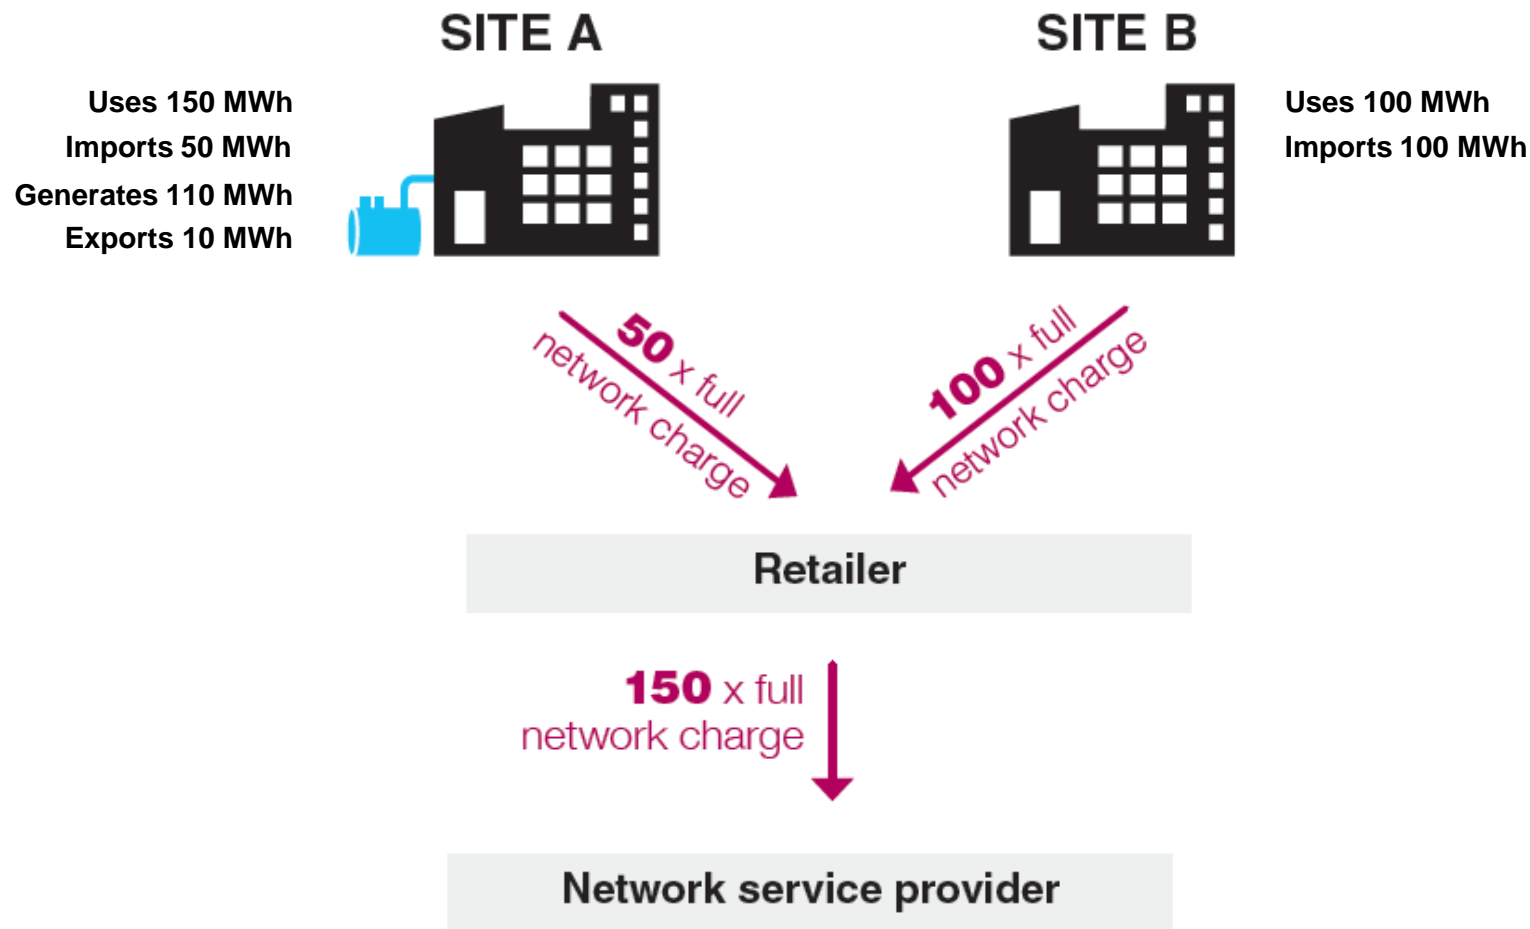 SITE A
SITE B
Uses 150 MWh
Imports 50 MWh
Generates 110 MWh
Exports 10 MWh
Uses 100 MWh
Imports 100 MWh
50 x full
network charge
100 x full
network charge
Retailer
150 x full
network charge
Network service provider